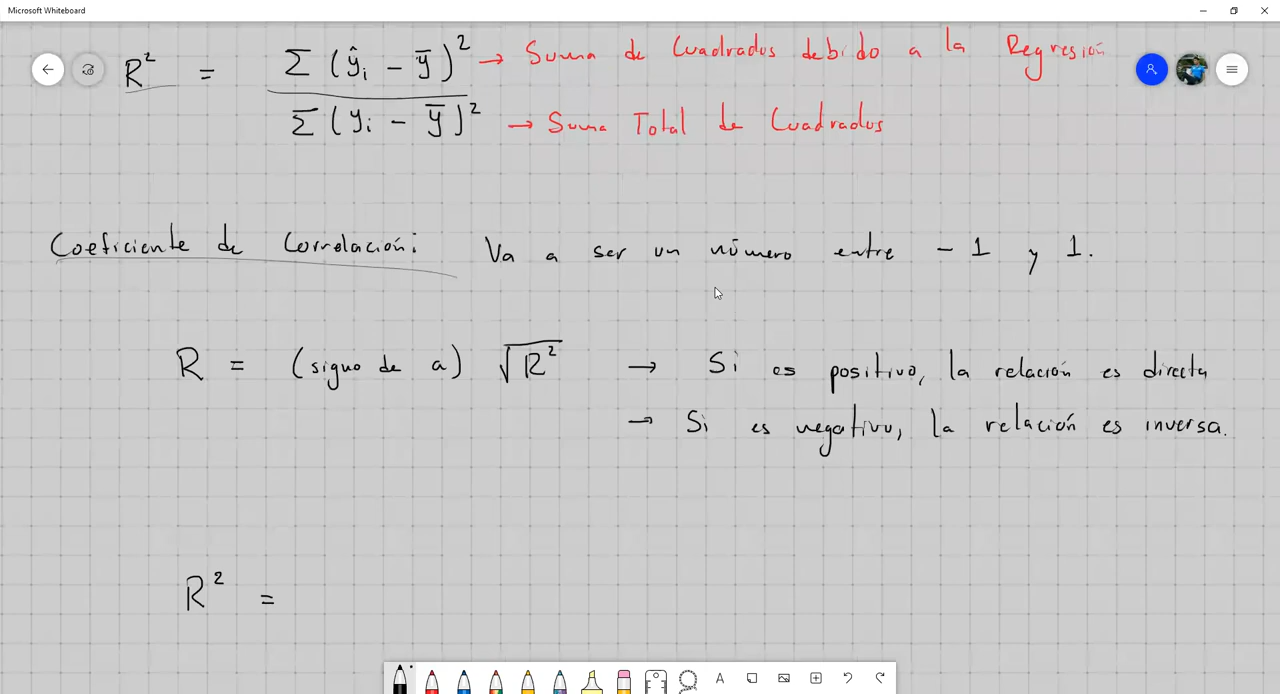 Microsoft Whiteboard
R² = Σ (ŷi − ȳ)² → Suma de Cuadrados debido a la Regresión
Σ (yi − ȳ)² → Suma Total de Cuadrados
Coeficiente de Correlación: Va a ser un número entre − 1 y 1.
R = (signo de a) √R² → Si es positivo, la relación es directa
→ Si es negativo, la relación es inversa.
R² =
A